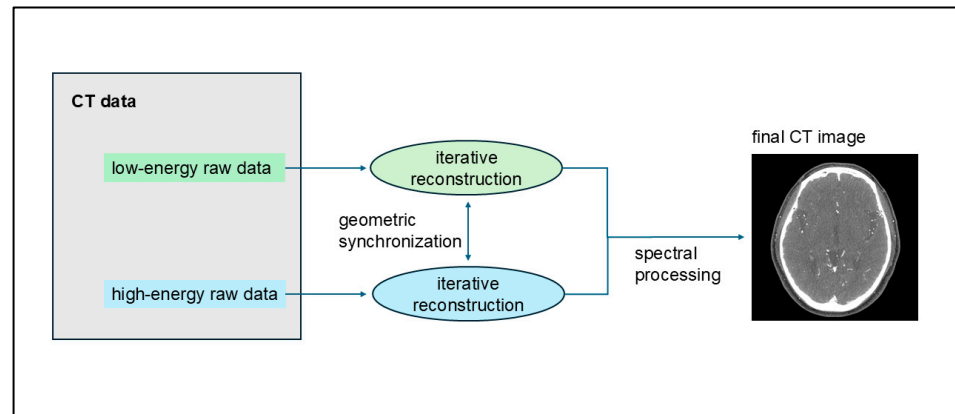 CT data
low-energy raw data
iterative
reconstruction
geometric
synchronization
high-energy raw data
iterative
reconstruction
spectral
processing
final CT image